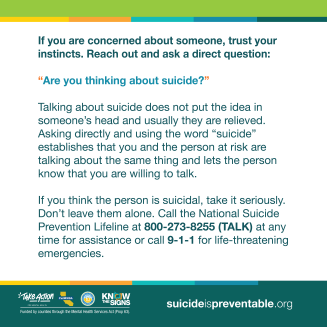 If you are concerned about someone, trust your
instincts. Reach out and ask a direct question:
“Are you thinking about suicide?”
Talking about suicide does not put the idea in
someone’s head and usually they are relieved.
Asking directly and using the word “suicide”
establishes that you and the person at risk are
talking about the same thing and lets the person
know that you are willing to talk.
If you think the person is suicidal, take it seriously.
Don’t leave them alone. Call the National Suicide
Prevention Lifeline at 800-273-8255 (TALK) at any
time for assistance or call 9-1-1 for life-threatening
emergencies.
Take Action
KNOW
THE SIGNS
suicideispreventable.org
Funded by counties through the Mental Health Services Act (Prop 63).